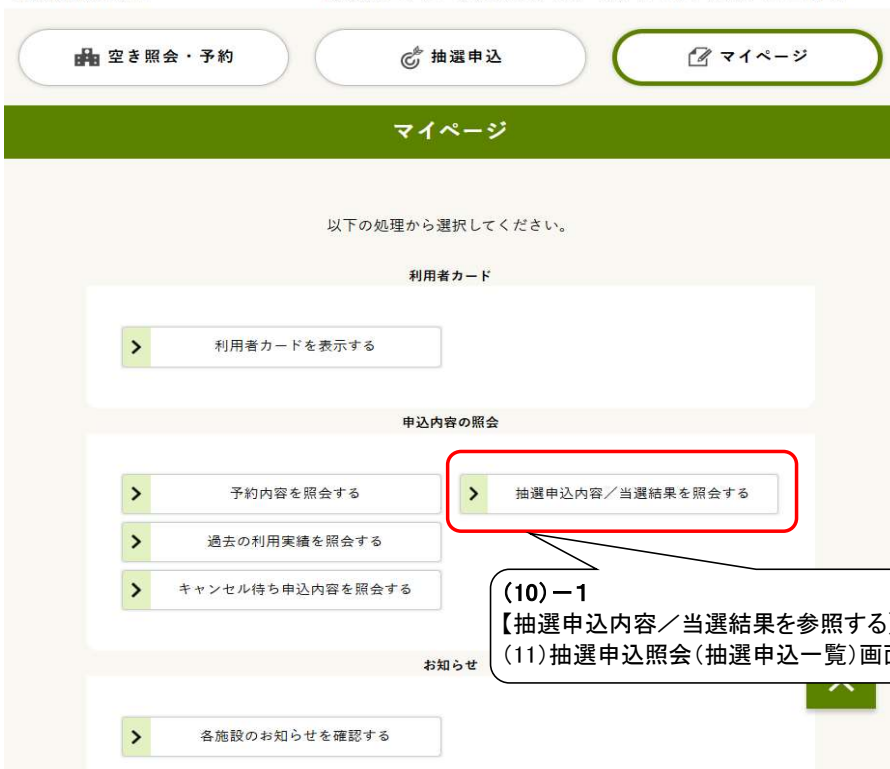 空き照会・予約
抽選申込
マイページ
マイページ
以下の処理から選択してください。
利用者カード
利用者カードを表示する
申込内容の照会
予約内容を照会する
抽選申込内容／当選結果を照会する
過去の利用実績を照会する
キャンセル待ち申込内容を照会する
(10)－1
【抽選申込内容／当選結果を参照する】
(11)抽選申込照会(抽選申込一覧)画
お知らせ
各施設のお知らせを確認する